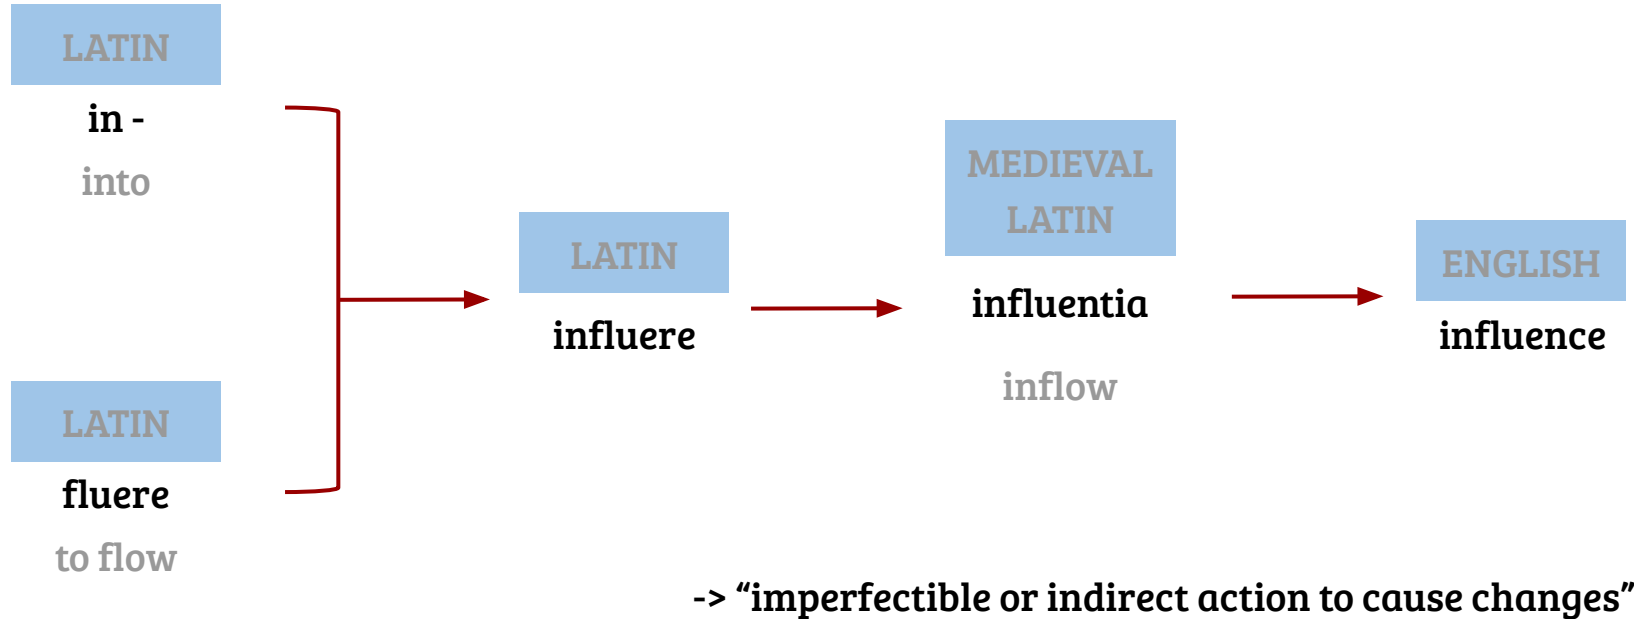 LATIN
in -
into
LATIN
fluere
to flow
LATIN
influere
MEDIEVAL
LATIN
influentia
inflow
ENGLISH
influence
-> “imperfectible or indirect action to cause changes”